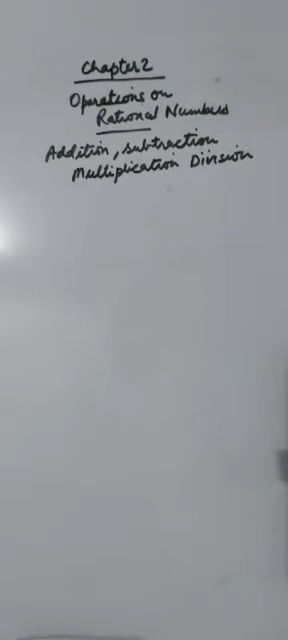 Chapter 2
Operations on
Rational Numbers
Addition, subtraction
Multiplication Division